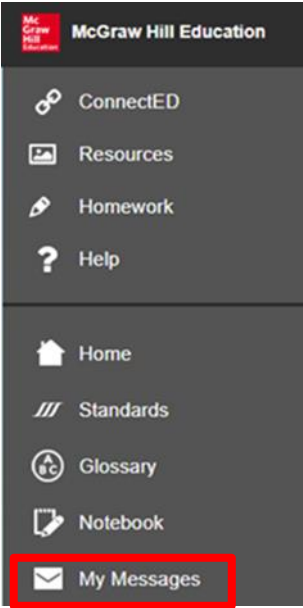 Mc
Graw
Hill
Education
McGraw Hill Education
ConnectED
Resources
Homework
? Help
Home
Standards
A
B C
Glossary
Notebook
My Messages